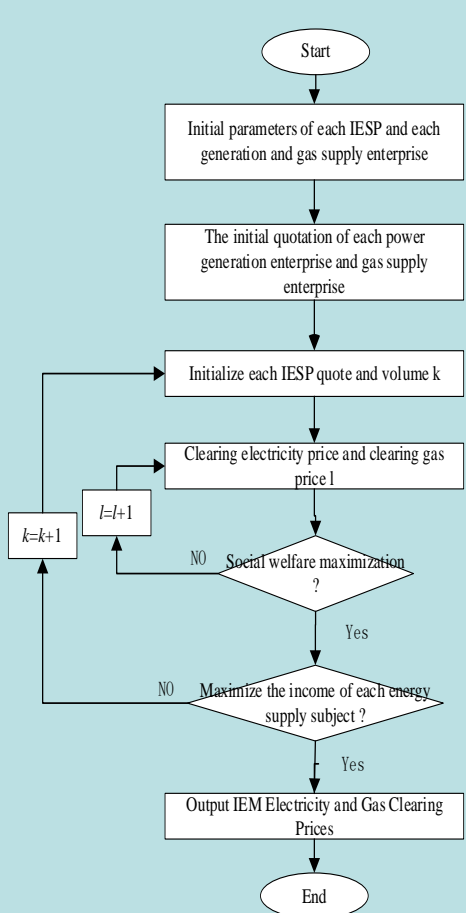 Start
Initial parameters of each IESP and each
generation and gas supply enterprise
The initial quotation of each power
generation enterprise and gas supply
enterprise
Initialize each IESP quote and volume k
Clearing electricity price and clearing gas
price l
l=l+1
k=k+1
NO
Social welfare maximization
?
Yes
NO
Maximize the income of each energy
supply subject ?
Yes
Output IEM Electricity and Gas Clearing
Prices
End